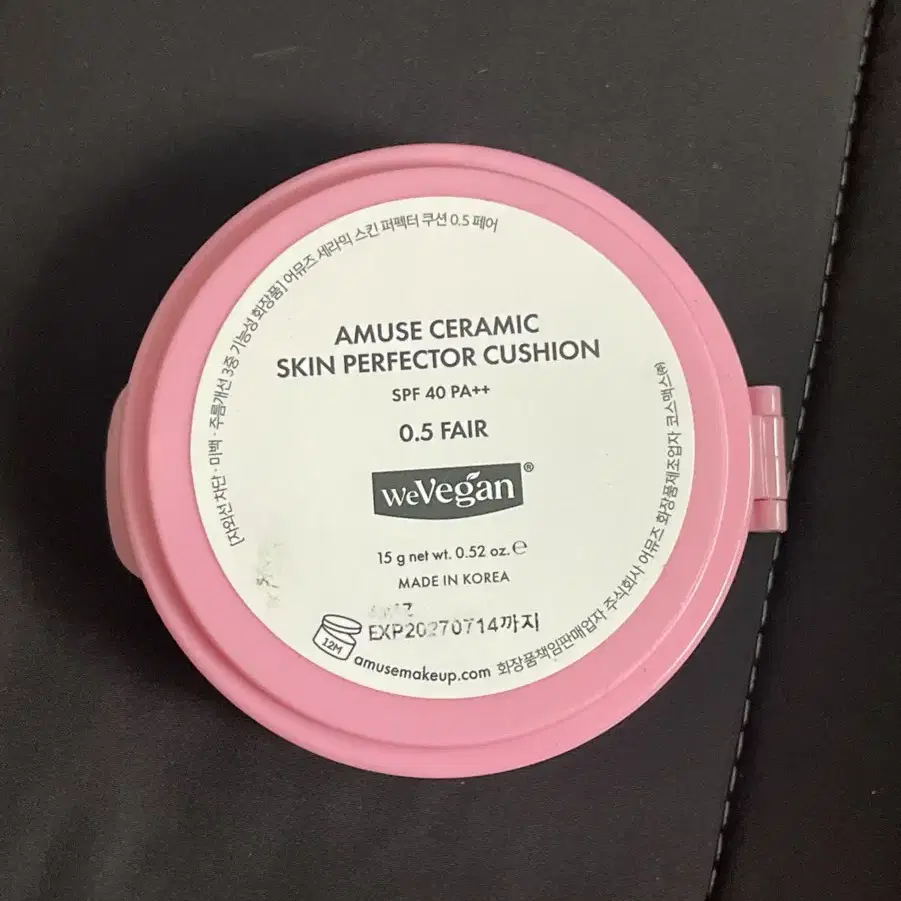 [자외선 차단 · 미백 · 주름개선 3중 기능성 화장품] 어뮤즈 세라믹 스킨 퍼펙터 쿠션 0.5 페어
AMUSE CERAMIC
SKIN PERFECTOR CUSHION
SPF 40 PA++
0.5 FAIR
weVegan®
15 g net wt. 0.52 oz. ℮
MADE IN KOREA
EXP20270714까지
12M
amusemakeup.com 화장품책임판매업자 주식회사 어뮤즈 화장품제조업자 코스맥스㈜